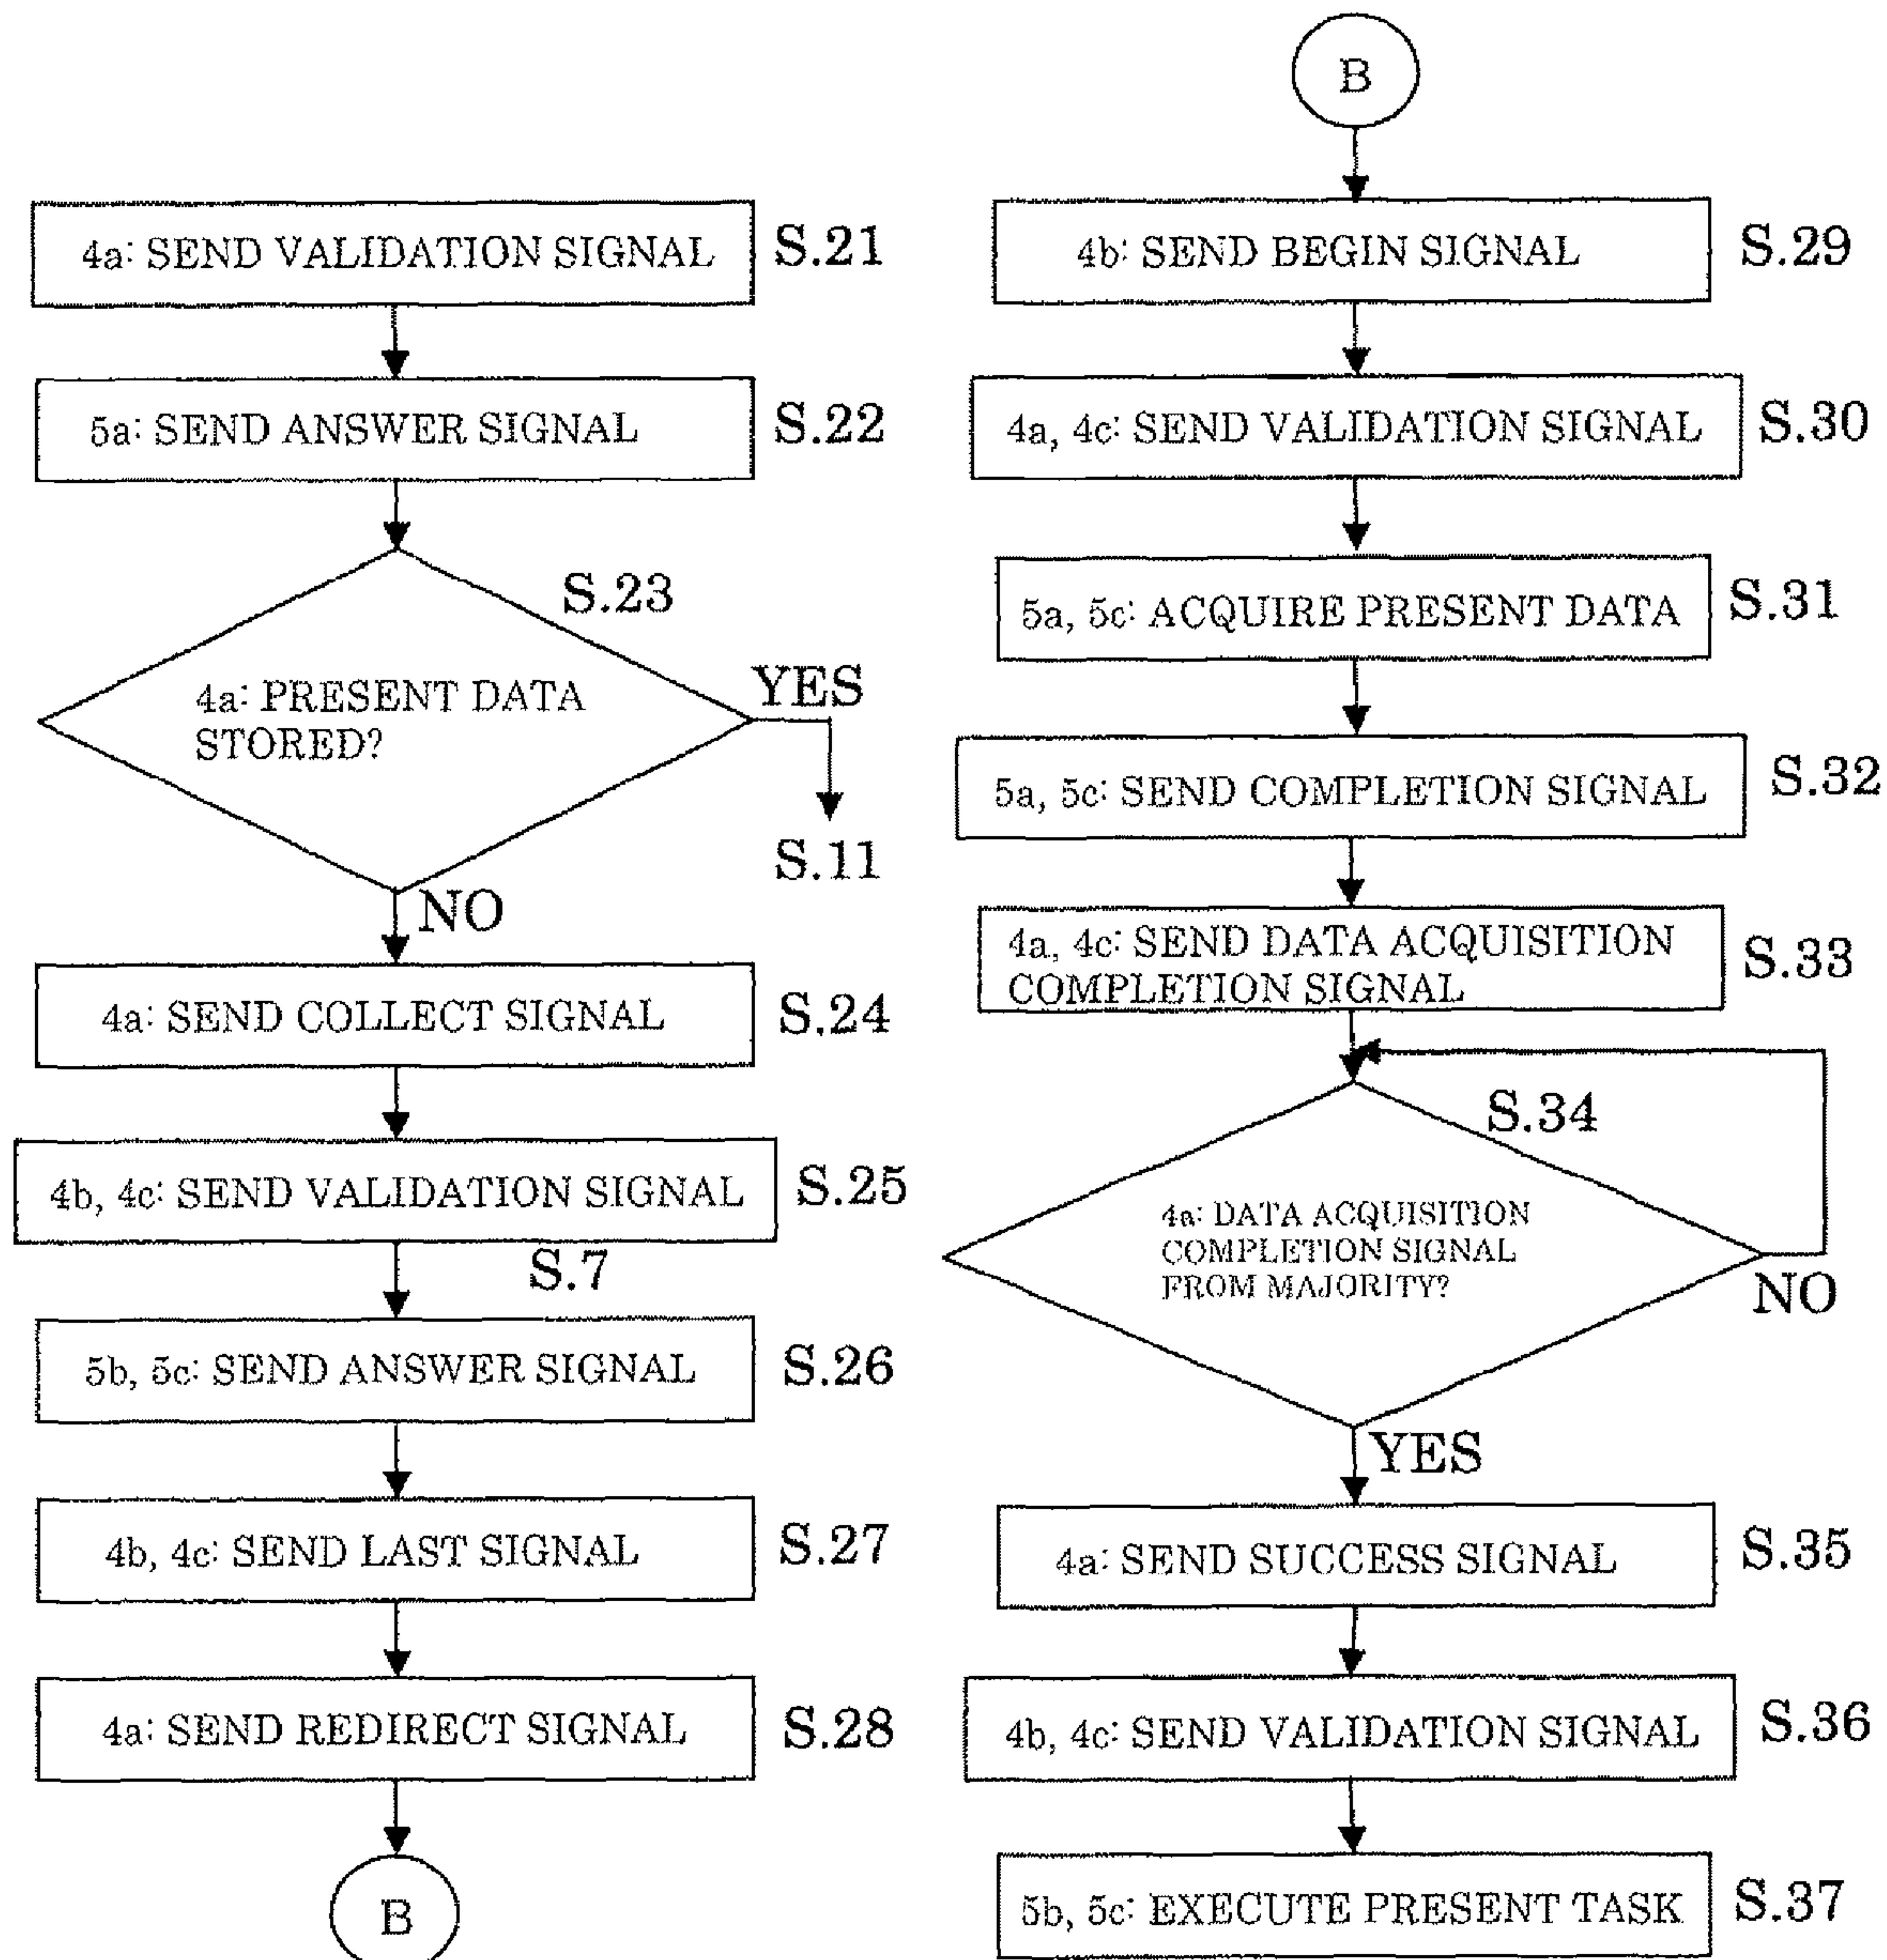 4a: SEND VALIDATION SIGNAL
S.21
5a: SEND ANSWER SIGNAL
S.22
S.23
4a: PRESENT DATA
STORED?
YES
S.11
NO
4a: SEND COLLECT SIGNAL
S.24
4b, 4c: SEND VALIDATION SIGNAL
S.25
S.7
5b, 5c: SEND ANSWER SIGNAL
S.26
4b, 4c: SEND LAST SIGNAL
S.27
4a: SEND REDIRECT SIGNAL
S.28
B
B
4b: SEND BEGIN SIGNAL
S.29
4a, 4c: SEND VALIDATION SIGNAL
S.30
5a, 5c: ACQUIRE PRESENT DATA
S.31
5a, 5c: SEND COMPLETION SIGNAL
S.32
4a, 4c: SEND DATA ACQUISITION
COMPLETION SIGNAL
S.33
S.34
4a: DATA ACQUISITION
COMPLETION SIGNAL
FROM MAJORITY?
NO
YES
4a: SEND SUCCESS SIGNAL
S.35
4b, 4c: SEND VALIDATION SIGNAL
S.36
5b, 5c: EXECUTE PRESENT TASK
S.37